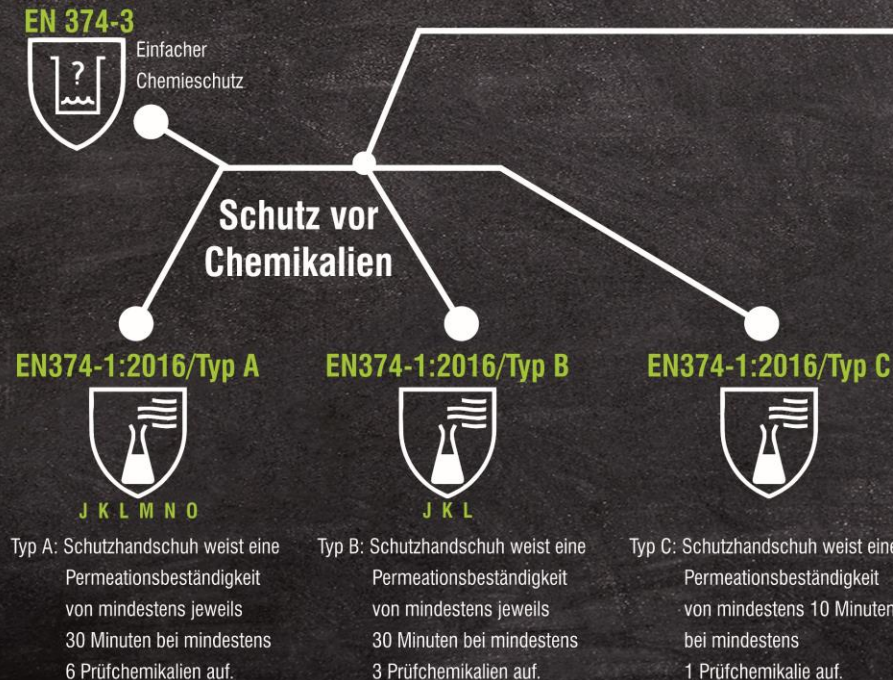 EN 374-3
?
Einfacher
Chemieschutz
Schutz vor
Chemikalien
EN374-1:2016/Typ A
J K L M N O
Typ A: Schutzhandschuh weist eine
Permeationsbeständigkeit
von mindestens jeweils
30 Minuten bei mindestens
6 Prüfchemikalien auf.
EN374-1:2016/Typ B
J K L
Typ B: Schutzhandschuh weist eine
Permeationsbeständigkeit
von mindestens jeweils
30 Minuten bei mindestens
3 Prüfchemikalien auf.
EN374-1:2016/Typ C
Typ C: Schutzhandschuh weist eine
Permeationsbeständigkeit
von mindestens 10 Minuten
bei mindestens
1 Prüfchemikalie auf.